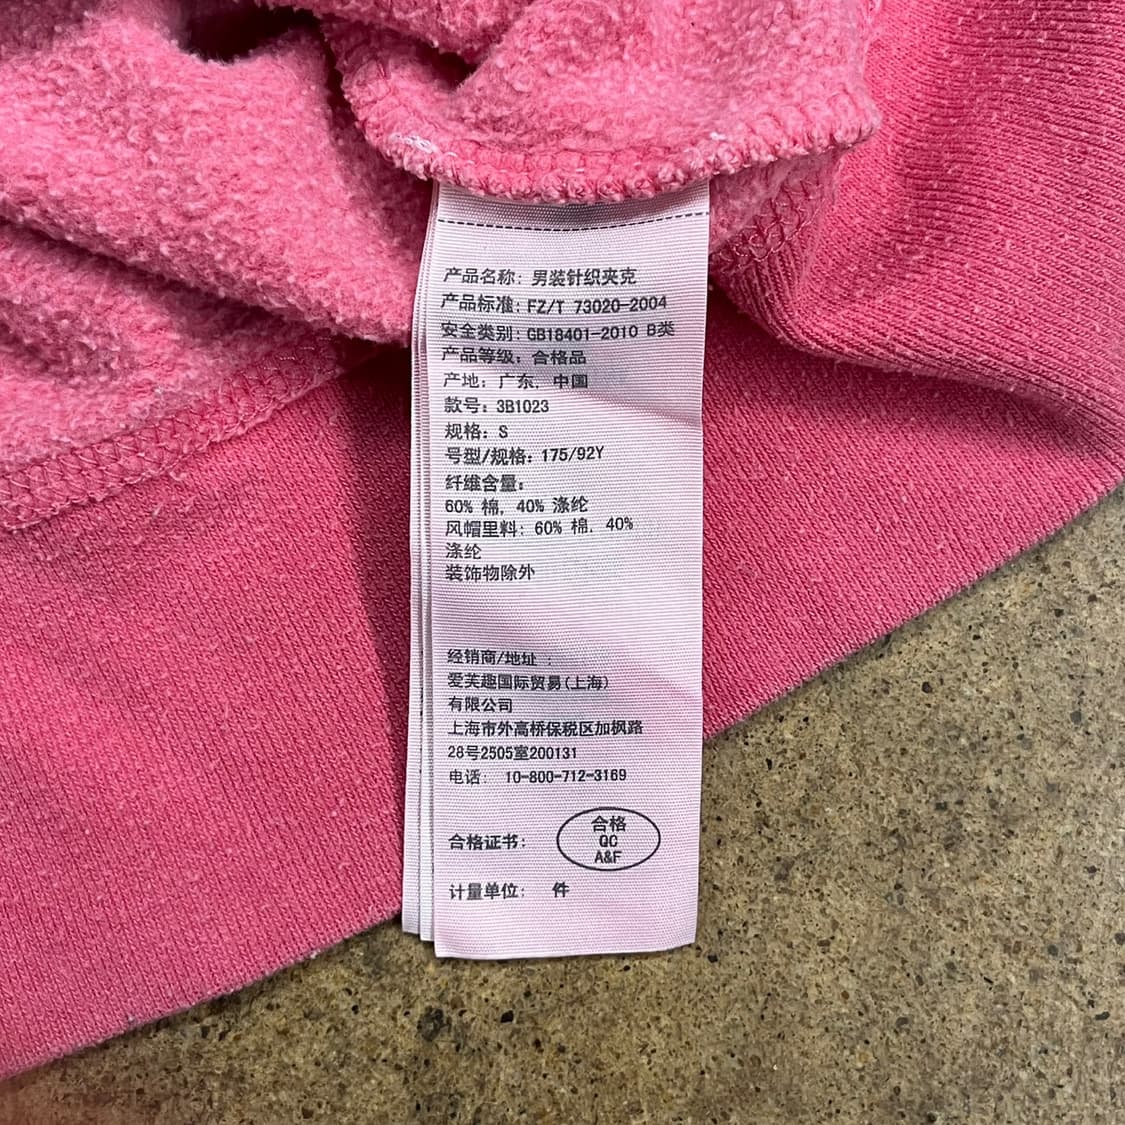 产品名称: 男装针织夹克
产品标准: FZ/T 73020-2004
安全类别: GB18401-2010 B类
产品等级: 合格品
产地: 广东, 中国
款号: 3B1023
规格: S
号型/规格: 175/92Y
纤维含量:
60% 棉, 40% 涤纶
风帽里料: 60% 棉, 40%
涤纶
装饰物除外
经销商/地址 :
爱芙趣国际贸易(上海)
有限公司
上海市外高桥保税区加枫路
28号2505室200131
电话: 10-800-712-3169
合格证书:
合格
QC
A&F
计量单位: 件